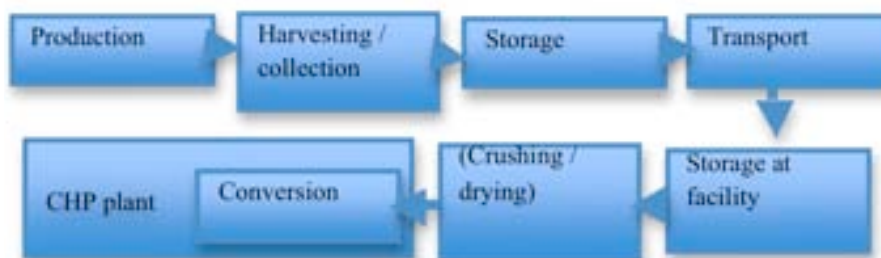 Production
Harvesting /
collection
Storage
Transport
Storage at
facility
(Crushing /
drying)
Conversion
CHP plant